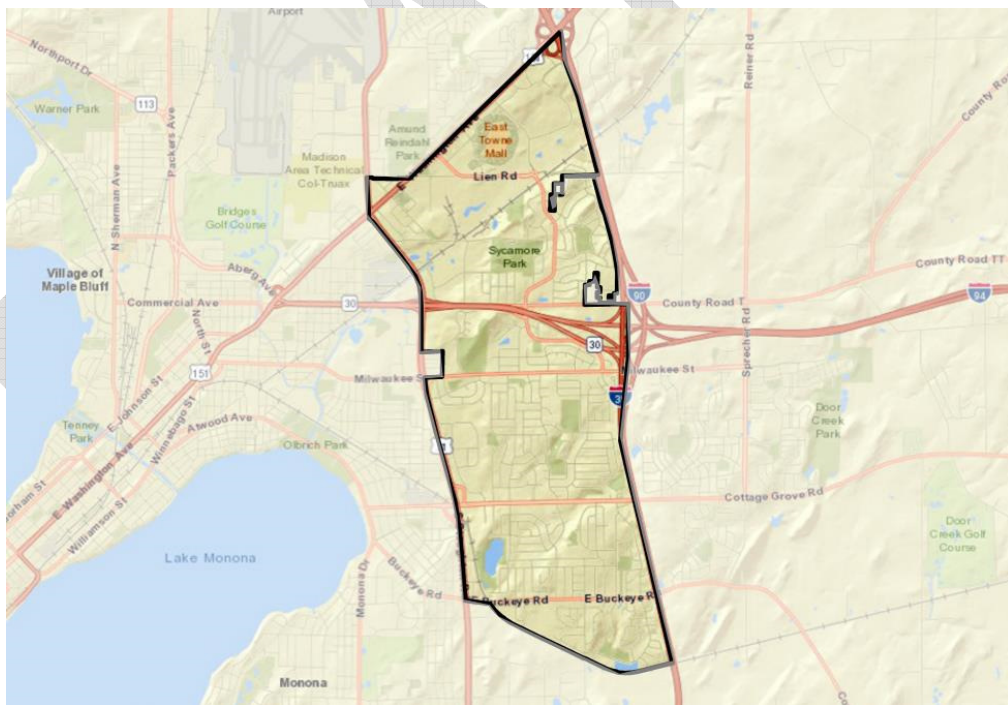 Airport
Northport Dr
Warner Park
113
Packers Ave
N Sherman Ave
Amund
Reindahl
Park
Madison
Area Technical
Col-Truax
East
Towne
Mall
Lien Rd
Reiner Rd
Bridges
Golf Course
Aberg Ave
Sycamore
Park
Village of
Maple Bluff
Commercial Ave
30
North St
90
County Road T
County Road TT
94
30
151
Milwaukee St
Milwaukee St
Sprecher Rd
E Johnson St
Winnebago St
Atwood Ave
Tenney
Park
Olbrich Park
Door
Creek
Park
E Washington Ave
Williamson St
Cottage Grove Rd
Lake Monona
Door
Creek Golf
Course
Monona Dr
Buckeye Rd
E Buckeye Rd
E Buckeye R
Monona